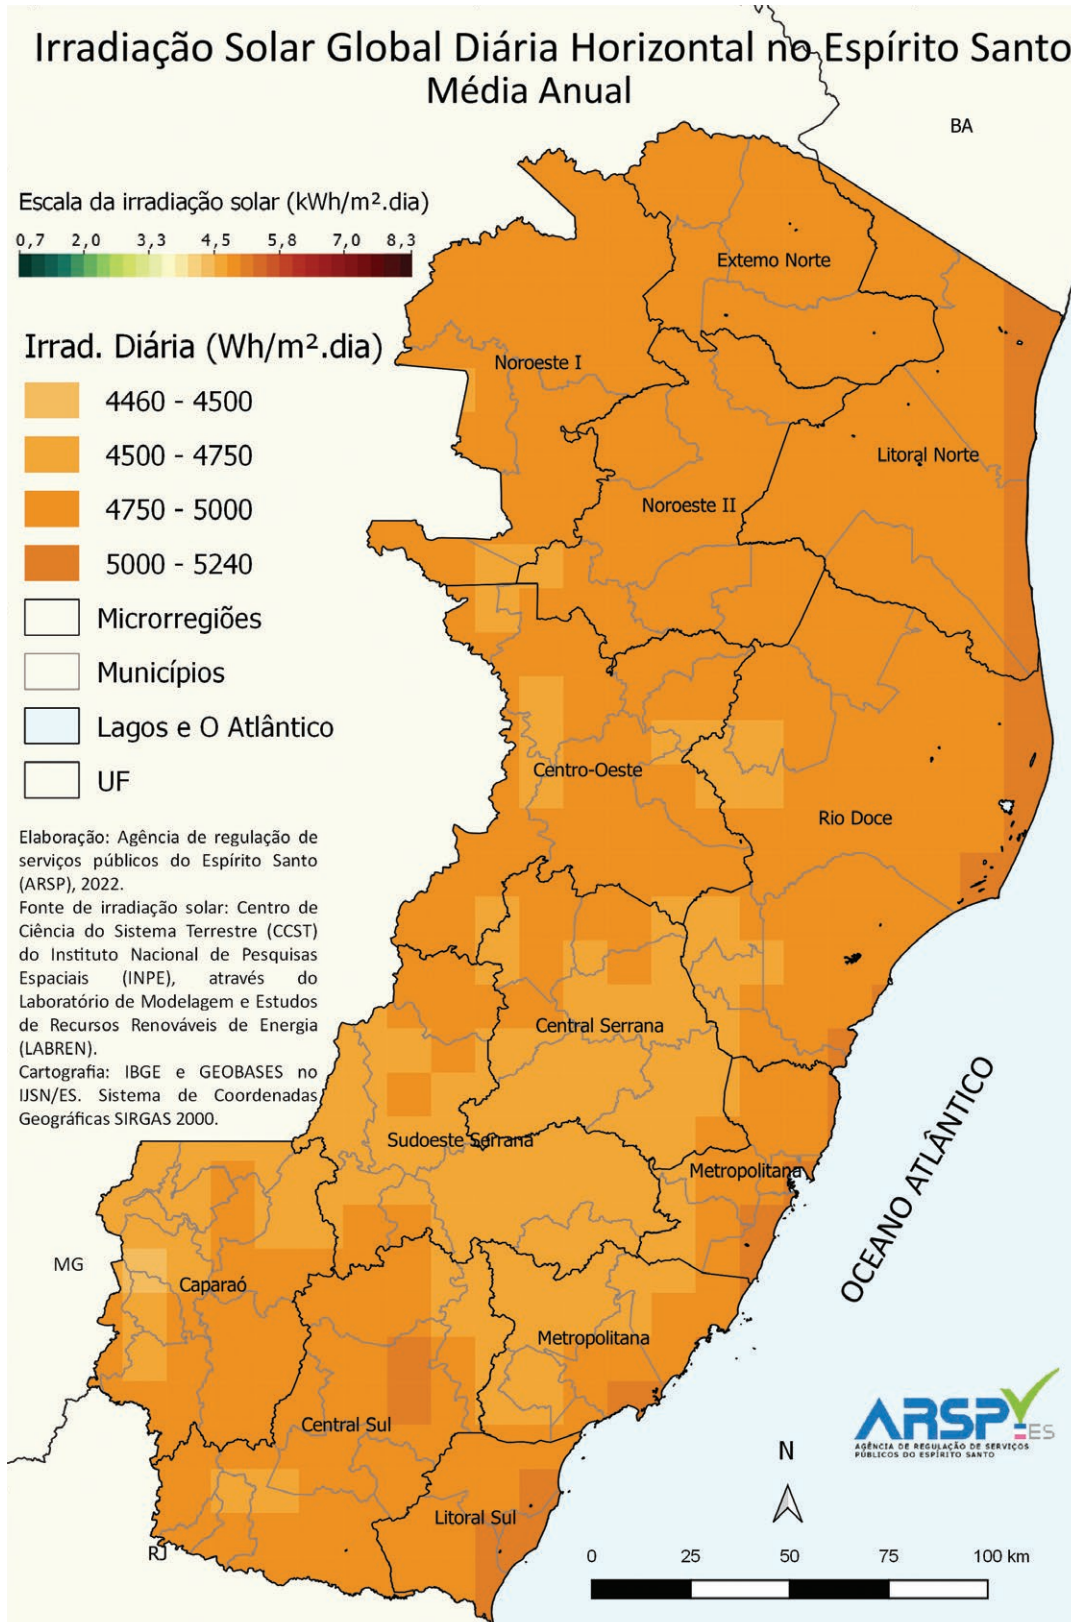 Irradiação Solar Global Diária Horizontal no Espírito Santo
Média Anual
BA
Escala da irradiação solar (kWh/m².dia)
0,7 2,0 3,3 4,5 5,8 7,0 8,3
Extemo Norte
Irrad. Diária (Wh/m².dia)
Noroeste I
4460 - 4500
4500 - 4750
Litoral Norte
4750 - 5000
Noroeste II
5000 - 5240
Microrregiões
Municípios
Lagos e O Atlântico
UF
Centro-Oeste
Rio Doce
Elaboração: Agência de regulação de
serviços públicos do Espírito Santo
(ARSP), 2022.
Fonte de irradiação solar: Centro de
Ciência do Sistema Terrestre (CCST)
do Instituto Nacional de Pesquisas
Espaciais (INPE), através do
Laboratório de Modelagem e Estudos
de Recursos Renováveis de Energia
(LABREN).
Cartografia: IBGE e GEOBASES no
IJSN/ES. Sistema de Coordenadas
Geográficas SIRGAS 2000.
Central Serrana
Sudoeste Serrana
Metropolitana
OCEANO ATLÂNTICO
MG
Caparaó
Metropolitana
Central Sul
ARSP ES
AGÊNCIA DE REGULAÇÃO DE SERVIÇOS
PÚBLICOS DO ESPÍRITO SANTO
N
Litoral Sul
RJ
0 25 50 75 100 km